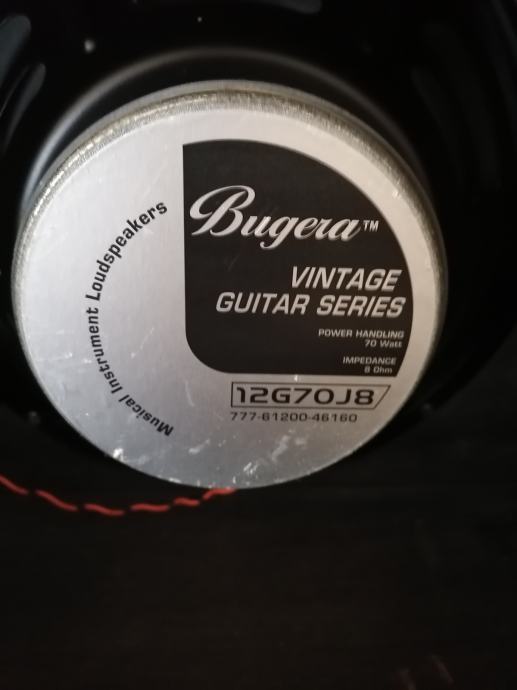 Musical Instrument Loudspeakers
Bugera™
VINTAGE
GUITAR SERIES
POWER HANDLING
70 Watt
IMPEDANCE
8 Ohm
12G70J8
777-61200-46160